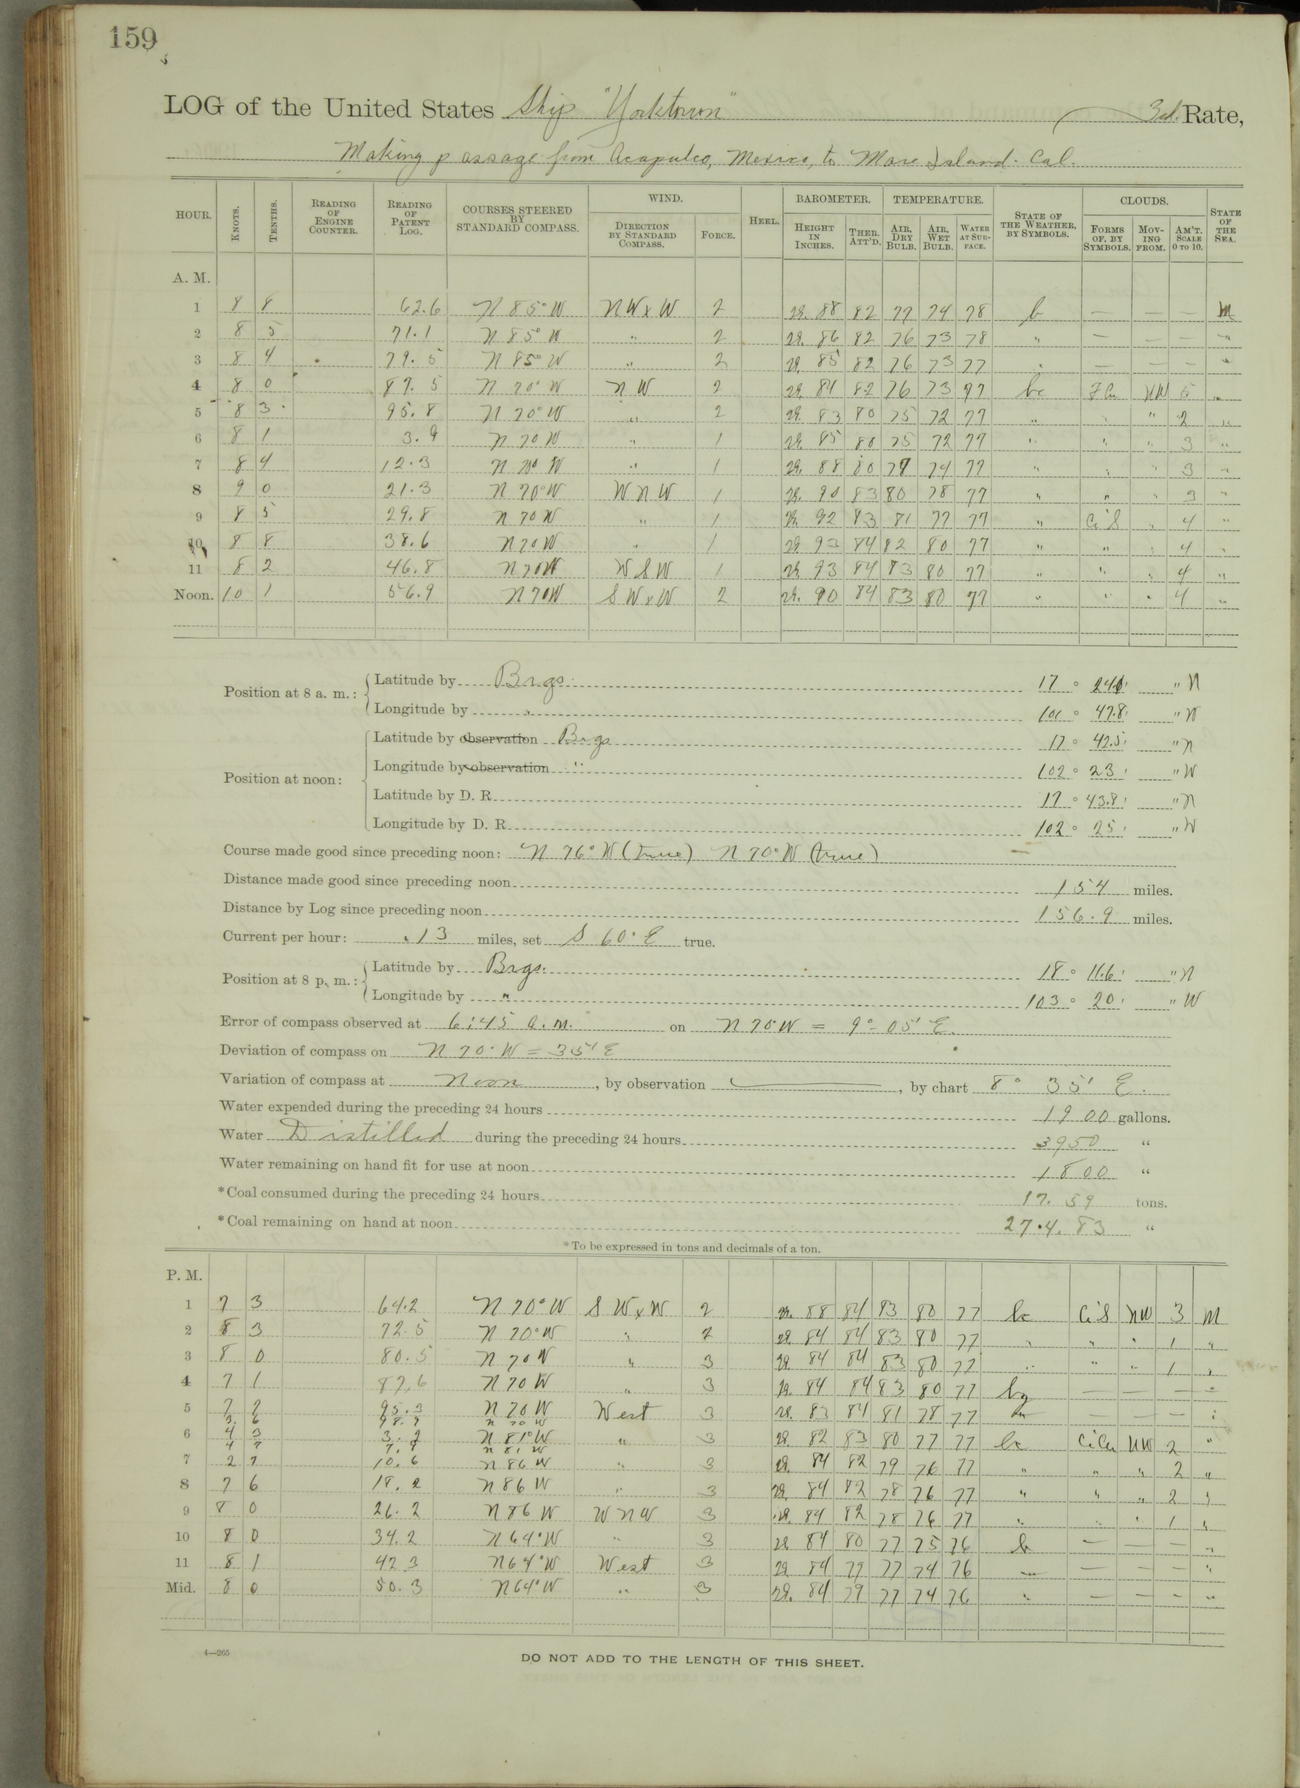 159
LOG of the United States Ship "Yorktown" 3d. Rate,
Making passage from Acapulco, Mexico, to Mare Island. Cal.
HOUR. KNOTS. TENTHS. READING OF ENGINE COUNTER. READING OF PATENT LOG. COURSES STEERED BY STANDARD COMPASS. WIND. DIRECTION BY STANDARD COMPASS. FORCE. HEEL. BAROMETER. HEIGHT IN INCHES. THER. ATT'D. TEMPERATURE. AIR, DRY BULB. AIR, WET BULB. WATER AT SURFACE. STATE OF THE WEATHER, BY SYMBOLS. CLOUDS. FORMS OF, BY SYMBOLS. MOVING FROM. AM'T. SCALE 0 TO 10. STATE OF THE SEA.
A. M.
1 8 8 62.6 N 85° W NW x W 2 29. 88 82 77 74 78 b — — — M
2 8 5 71.1 N 85° W " 2 29. 86 82 76 73 78 " — — — "
3 8 4 79.5 N 85° W " 2 29. 85 82 76 73 77 " — — — "
4 8 0 87.5 N 70° W NW 2 29. 84 82 76 73 77 bc F Cu NW 5 "
5 8 3 95.8 N 70° W " 2 29. 83 80 75 72 77 " " " 2 "
6 8 1 3.9 N 70 W " 1 29. 85 80 75 72 77 " " " 3 "
7 8 4 12.3 N 70° W " 1 29. 88 80 77 74 77 " " " 3 "
8 9 0 21.3 N 70° W WNW 1 29. 90 83 80 78 77 " " " 3 "
9 8 5 29.8 N 70 W " 1 29. 92 83 81 77 77 " Ci S " 4 "
10 8 8 38.6 N 70 W " 1 29. 93 84 82 80 77 " " " 4 "
11 8 2 46.8 N 70 W WSW 1 29. 93 84 83 80 77 " " " 4 "
Noon. 10 1 56.9 N 70 W SW x W 2 29. 90 84 83 80 77 " " " 4 "
Position at 8 a. m.: Latitude by Brgs. 17 ° 24.6 ' " N
Longitude by " 101 ° 47.8 ' " W
Position at noon: Latitude by observation Brgs 17 ° 42.5 ' " N
Longitude by observation " 102 ° 23 ' " W
Latitude by D. R. 17 ° 43.8 ' " N
Longitude by D. R. 102 ° 25 ' " W
Course made good since preceding noon: N 76° W (true) N 70° W (true)
Distance made good since preceding noon 154 miles.
Distance by Log since preceding noon 156.9 miles.
Current per hour: .13 miles, set S 60° E true.
Position at 8 p. m.: Latitude by Brgs. 18 ° 11.6 ' " N
Longitude by " 103 ° 20 ' " W
Error of compass observed at 6:45 a.m. on N 70° W = 9° - 05' E.
Deviation of compass on N 70° W = 35' E
Variation of compass at Noon, by observation ——, by chart 8° 35' E.
Water expended during the preceding 24 hours 1900 gallons.
Water Distilled during the preceding 24 hours 3950 "
Water remaining on hand fit for use at noon 1800 "
*Coal consumed during the preceding 24 hours 17.59 tons.
*Coal remaining on hand at noon 274.83 "
*To be expressed in tons and decimals of a ton.
P. M.
1 7 3 64.2 N 70° W SW x W 2 29. 88 84 83 80 77 bc Ci S NW 3 M
2 8 3 72.5 N 70° W " 2 29. 84 84 83 80 77 " " " 1 "
3 8 0 80.5 N 70 W " 3 29. 84 84 83 80 77 " " " 1 "
4 7 1 87.6 N 70 W " 3 29. 84 84 83 80 77 — — — "
5 7 7 95.3 N 70 W West 3 29. 83 84 81 78 77 " — — — "
3. 6 98.9 N 70 W
6 4 3 3.2 N 81° W " 3 29. 82 83 80 77 77 bc Ci Cu NW 2 "
4 7 7.9 N 81 W
7 2 7 10.6 N 86 W " 3 29. 84 82 79 76 77 " " " 2 "
8 7 6 18.2 N 86 W " 3 29. 84 82 78 76 77 " " " 2 "
9 8 0 26.2 N 86 W WNW 3 29. 84 82 78 76 77 " " " 1 "
10 8 0 34.2 N 64° W " 3 29. 84 80 77 75 76 b — — — "
11 8 1 42.3 N 64° W West 3 29. 84 79 77 74 76 " — — — "
Mid. 8 0 50.3 N 64° W " 3 29. 84 79 77 74 76 " — — — "
4—265
DO NOT ADD TO THE LENGTH OF THIS SHEET.